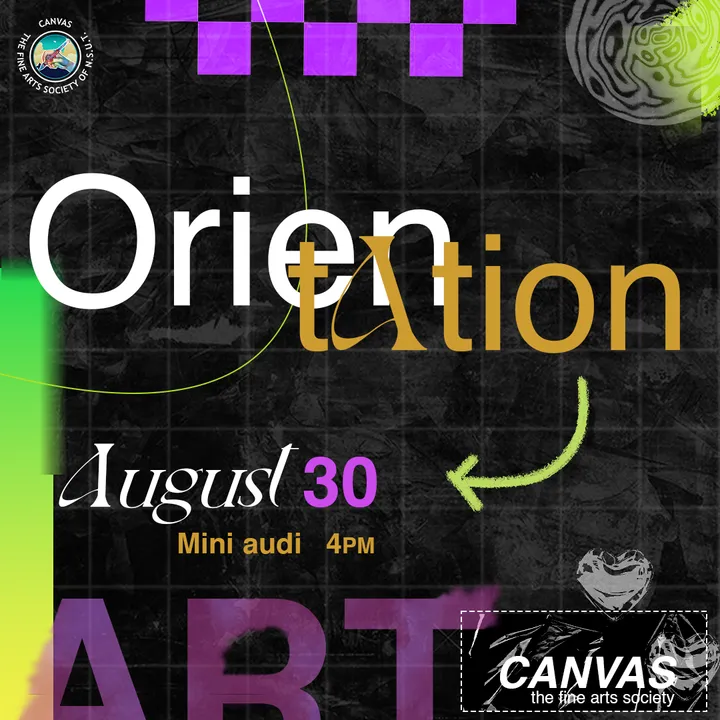 CANVAS
THE FINE ARTS SOCIETY OF N.S.U.T.
Orien
tAtion
August 30
Mini audi 4PM
ART
CANVAS
the fine arts society